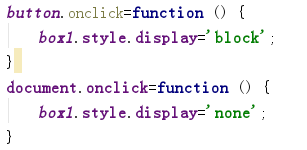 button.onclick=function () {
    box1.style.display='block';
}
document.onclick=function () {
    box1.style.display='none';
}